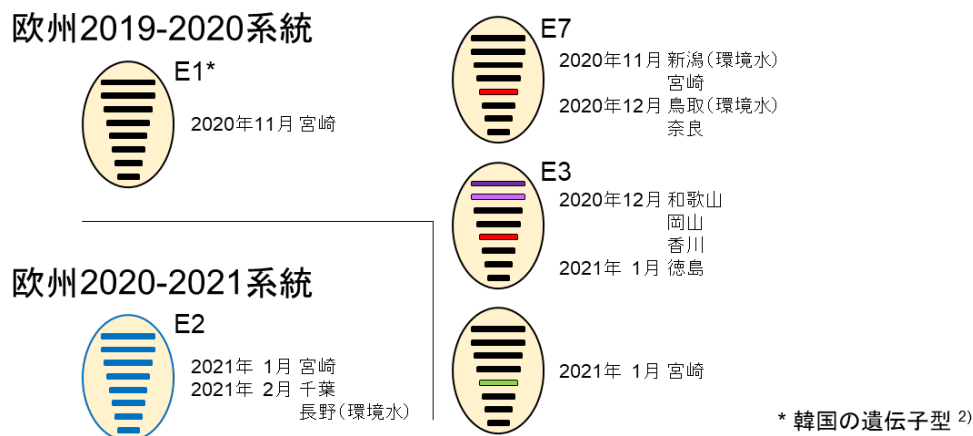 欧州2019-2020系統
E1*
2020年11月 宮崎
E7
2020年11月 新潟(環境水)
宮崎
2020年12月 鳥取(環境水)
奈良
E3
2020年12月 和歌山
岡山
香川
2021年 1月 徳島
2021年 1月 宮崎
欧州2020-2021系統
E2
2021年 1月 宮崎
2021年 2月 千葉
長野(環境水)
* 韓国の遺伝子型 2)